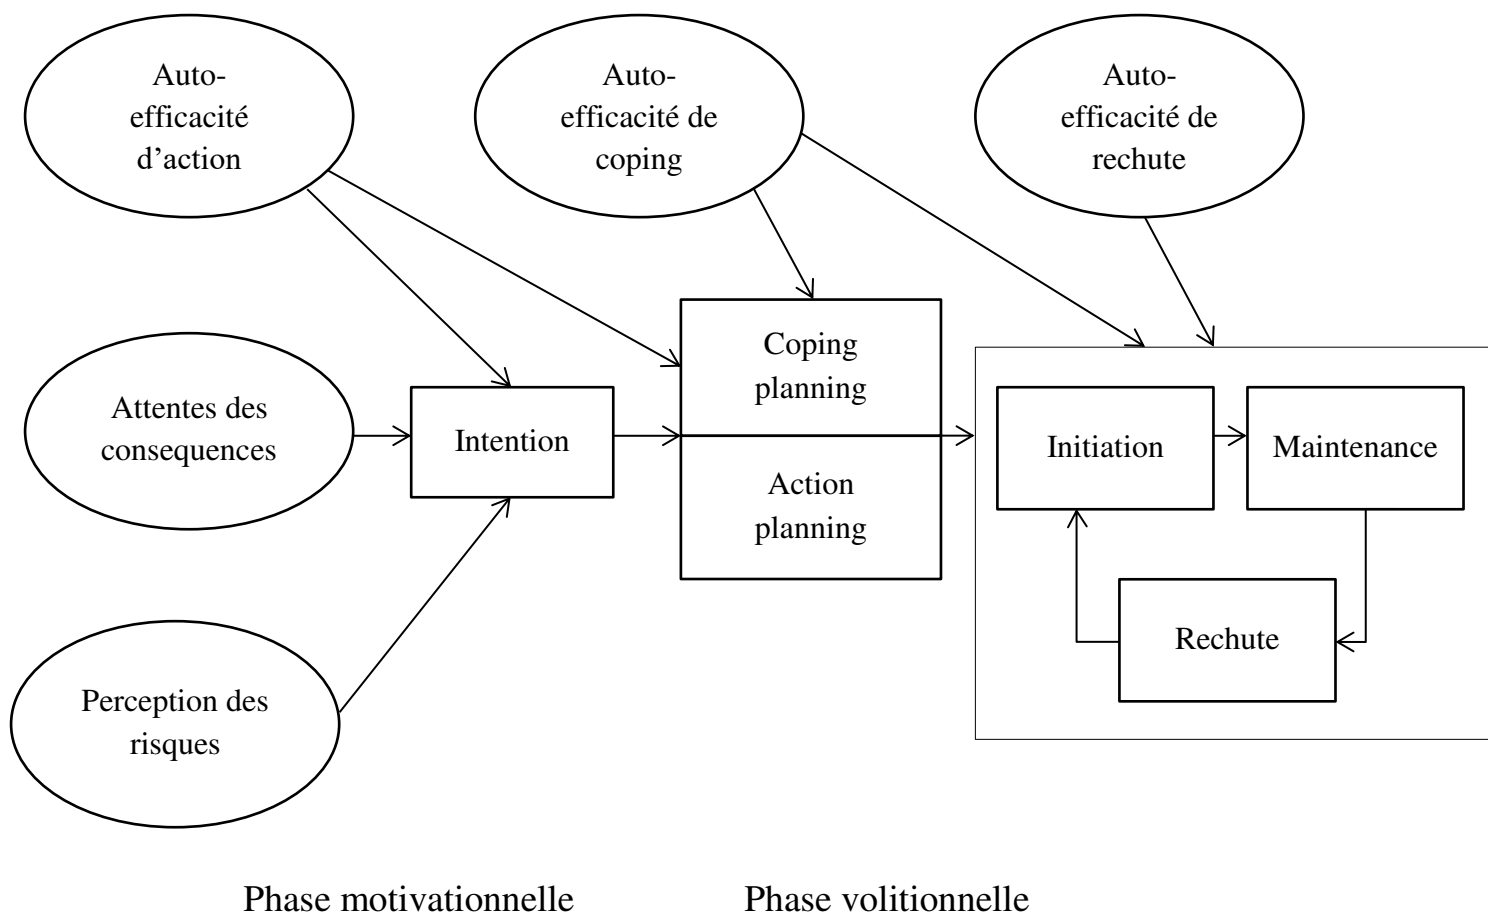 Auto-
efficacité
d’action
Auto-
efficacité de
coping
Auto-
efficacité de
rechute
Attentes des
consequences
Intention
Coping
planning
Action
planning
Initiation
Maintenance
Rechute
Perception des
risques
Phase motivationnelle
Phase volitionnelle